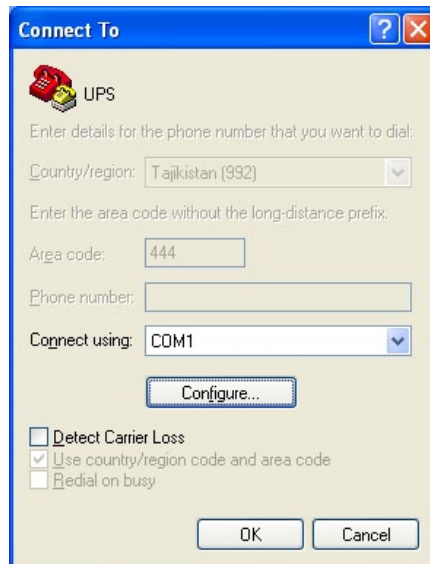 Connect To
UPS
Enter details for the phone number that you want to dial:
Country/region: Tajikistan (992)
Enter the area code without the long-distance prefix.
Area code: 444
Phone number:
Connect using: COM1
Configure...
Detect Carrier Loss
Use country/region code and area code
Redial on busy
OK Cancel